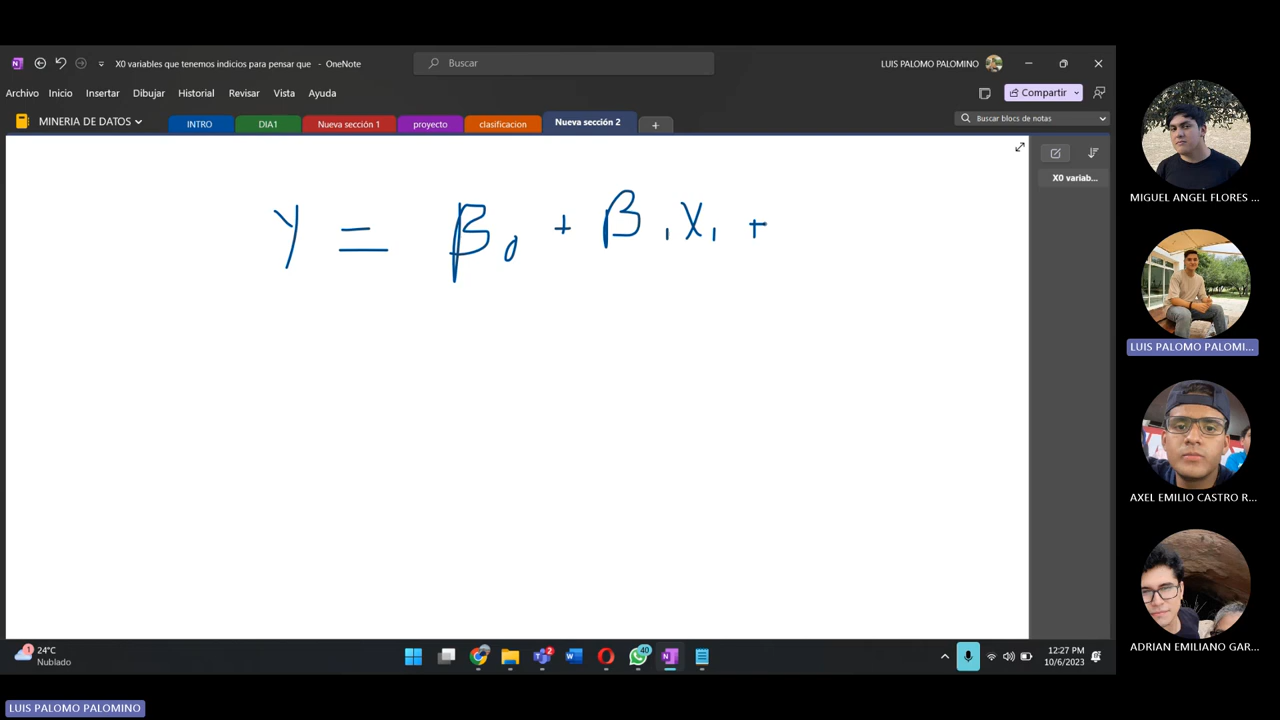 X0 variables que tenemos indicios para pensar que - OneNote
Buscar
LUIS PALOMO PALOMINO
Archivo Inicio Insertar Dibujar Historial Revisar Vista Ayuda
Compartir
MINERIA DE DATOS
INTRO DIA1 Nueva sección 1 proyecto clasificacion Nueva sección 2 +
Buscar blocs de notas
X0 variab...
Y = β0 + β1X1 +
MIGUEL ANGEL FLORES ...
LUIS PALOMO PALOMI...
AXEL EMILIO CASTRO R...
ADRIAN EMILIANO GAR...
1
24°C
Nublado
2
40
12:27 PM
10/6/2023
LUIS PALOMO PALOMINO